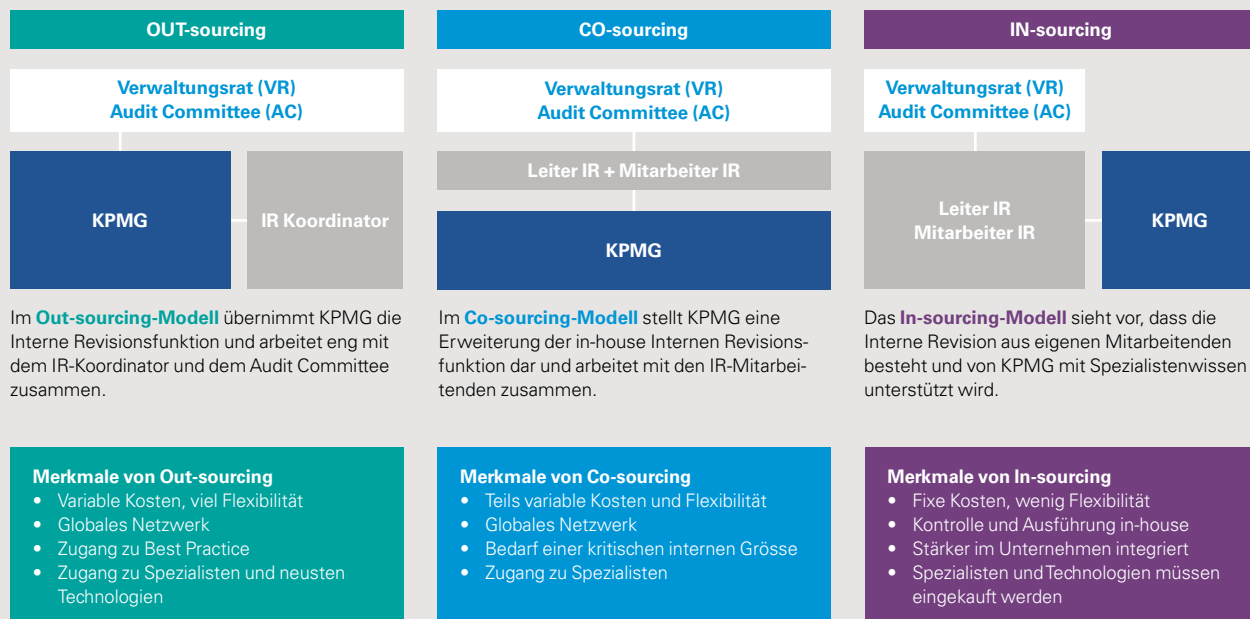 OUT-sourcing
Verwaltungsrat (VR)
Audit Committee (AC)
KPMG
IR Koordinator
Im Out-sourcing-Modell übernimmt KPMG die
Interne Revisionsfunktion und arbeitet eng mit
dem IR-Koordinator und dem Audit Committee
zusammen.
Merkmale von Out-sourcing
• Variable Kosten, viel Flexibilität
• Globales Netzwerk
• Zugang zu Best Practice
• Zugang zu Spezialisten und neusten
Technologien
CO-sourcing
Verwaltungsrat (VR)
Audit Committee (AC)
Leiter IR + Mitarbeiter IR
KPMG
Im Co-sourcing-Modell stellt KPMG eine
Erweiterung der in-house Internen Revisions-
funktion dar und arbeitet mit den IR-Mitarbei-
tenden zusammen.
Merkmale von Co-sourcing
• Teils variable Kosten und Flexibilität
• Globales Netzwerk
• Bedarf einer kritischen internen Grösse
• Zugang zu Spezialisten
IN-sourcing
Verwaltungsrat (VR)
Audit Committee (AC)
Leiter IR
Mitarbeiter IR
KPMG
Das In-sourcing-Modell sieht vor, dass die
Interne Revision aus eigenen Mitarbeitenden
besteht und von KPMG mit Spezialistenwissen
unterstützt wird.
Merkmale von In-sourcing
• Fixe Kosten, wenig Flexibilität
• Kontrolle und Ausführung in-house
• Stärker im Unternehmen integriert
• Spezialisten und Technologien müssen
eingekauft werden